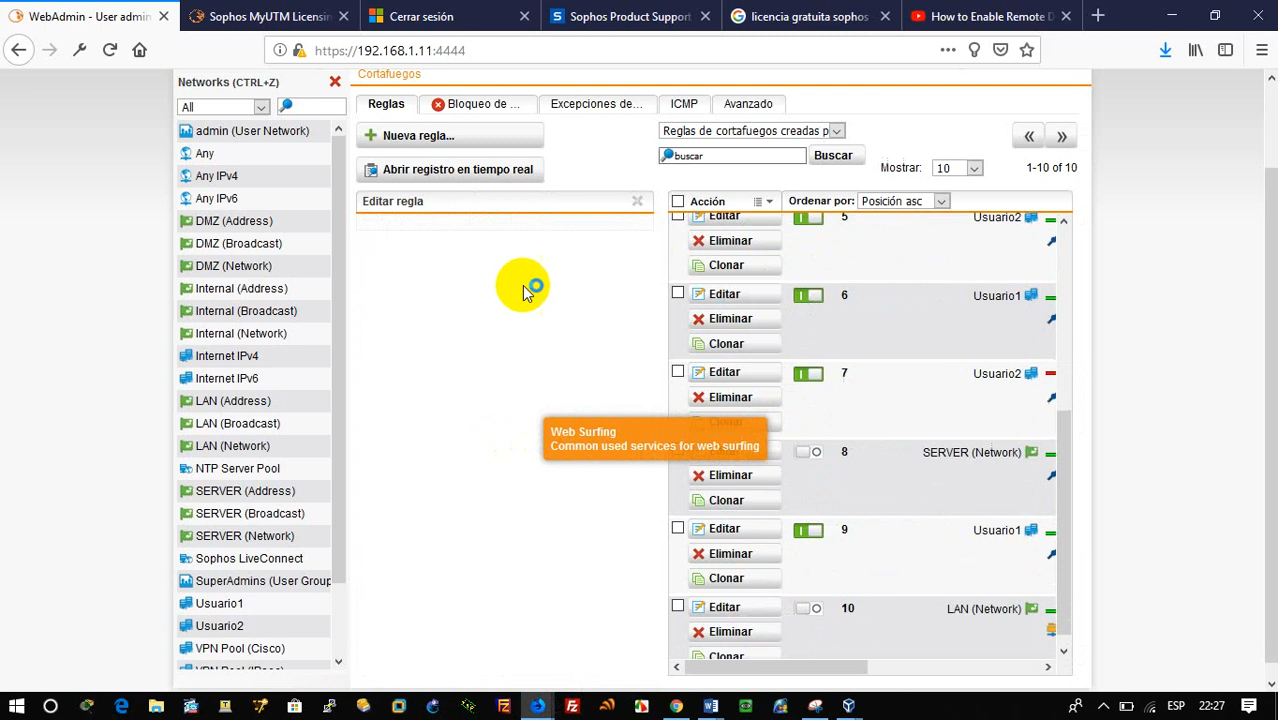 WebAdmin - User admin
Sophos MyUTM Licensin
Cerrar sesión
Sophos Product Support
licencia gratuita sophos
How to Enable Remote D
https://192.168.1.11:4444
Networks (CTRL+Z)
All
admin (User Network)
Any
Any IPv4
Any IPv6
DMZ (Address)
DMZ (Broadcast)
DMZ (Network)
Internal (Address)
Internal (Broadcast)
Internal (Network)
Internet IPv4
Internet IPv6
LAN (Address)
LAN (Broadcast)
LAN (Network)
NTP Server Pool
SERVER (Address)
SERVER (Broadcast)
SERVER (Network)
Sophos LiveConnect
SuperAdmins (User Group
Usuario1
Usuario2
VPN Pool (Cisco)
Cortafuegos
Reglas
Bloqueo de ...
Excepciones de...
ICMP
Avanzado
Nueva regla...
Reglas de cortafuegos creadas p
Abrir registro en tiempo real
buscar
Buscar
Mostrar: 10
1-10 of 10
Editar regla
Acción
Ordenar por: Posición asc
Editar 5 Usuario2
Eliminar
Clonar
Editar 6 Usuario1
Eliminar
Clonar
Editar 7 Usuario2
Eliminar
Clonar
Web Surfing
Common used services for web surfing
8 SERVER (Network)
Eliminar
Clonar
Editar 9 Usuario1
Eliminar
Clonar
Editar 10 LAN (Network)
Eliminar
Clonar
ESP
22:27